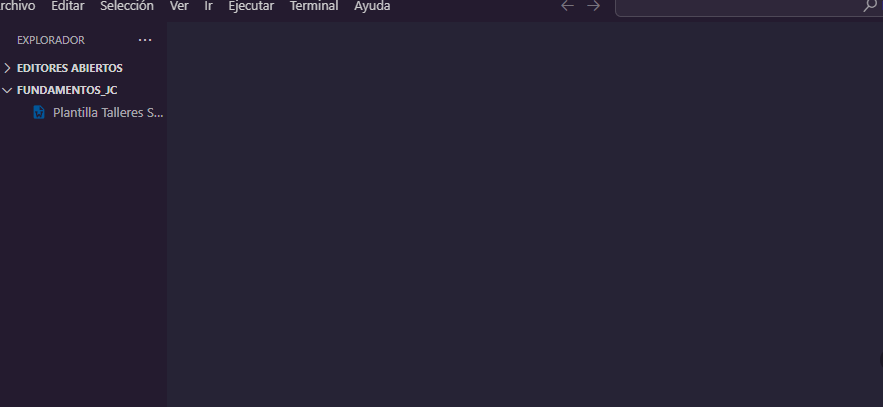 rchivo Editar Selección Ver Ir Ejecutar Terminal Ayuda
EXPLORADOR ...
EDITORES ABIERTOS
FUNDAMENTOS_JC
Plantilla Talleres S...